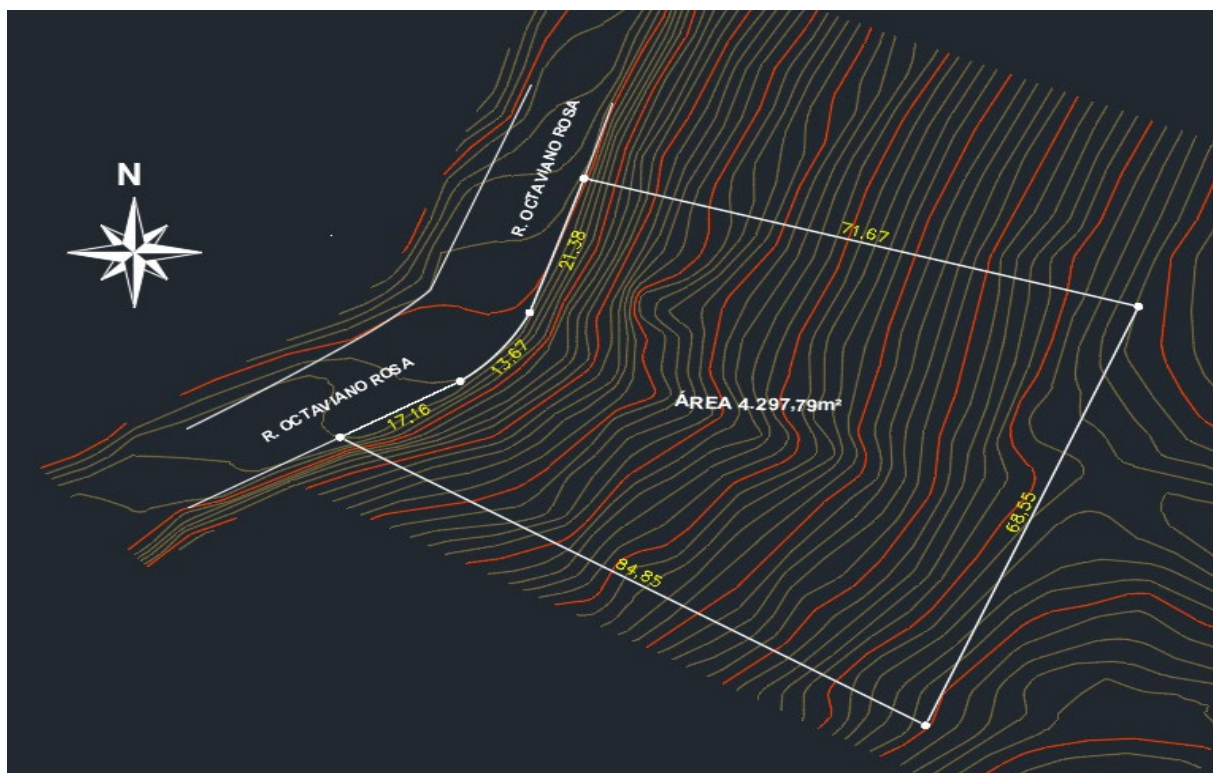 N
R. OCTAVIANO ROSA
21.38
71.67
13.67
R. OCTAVIANO ROSA
17.16
ÁREA 4.297,79m²
68,55
84,85